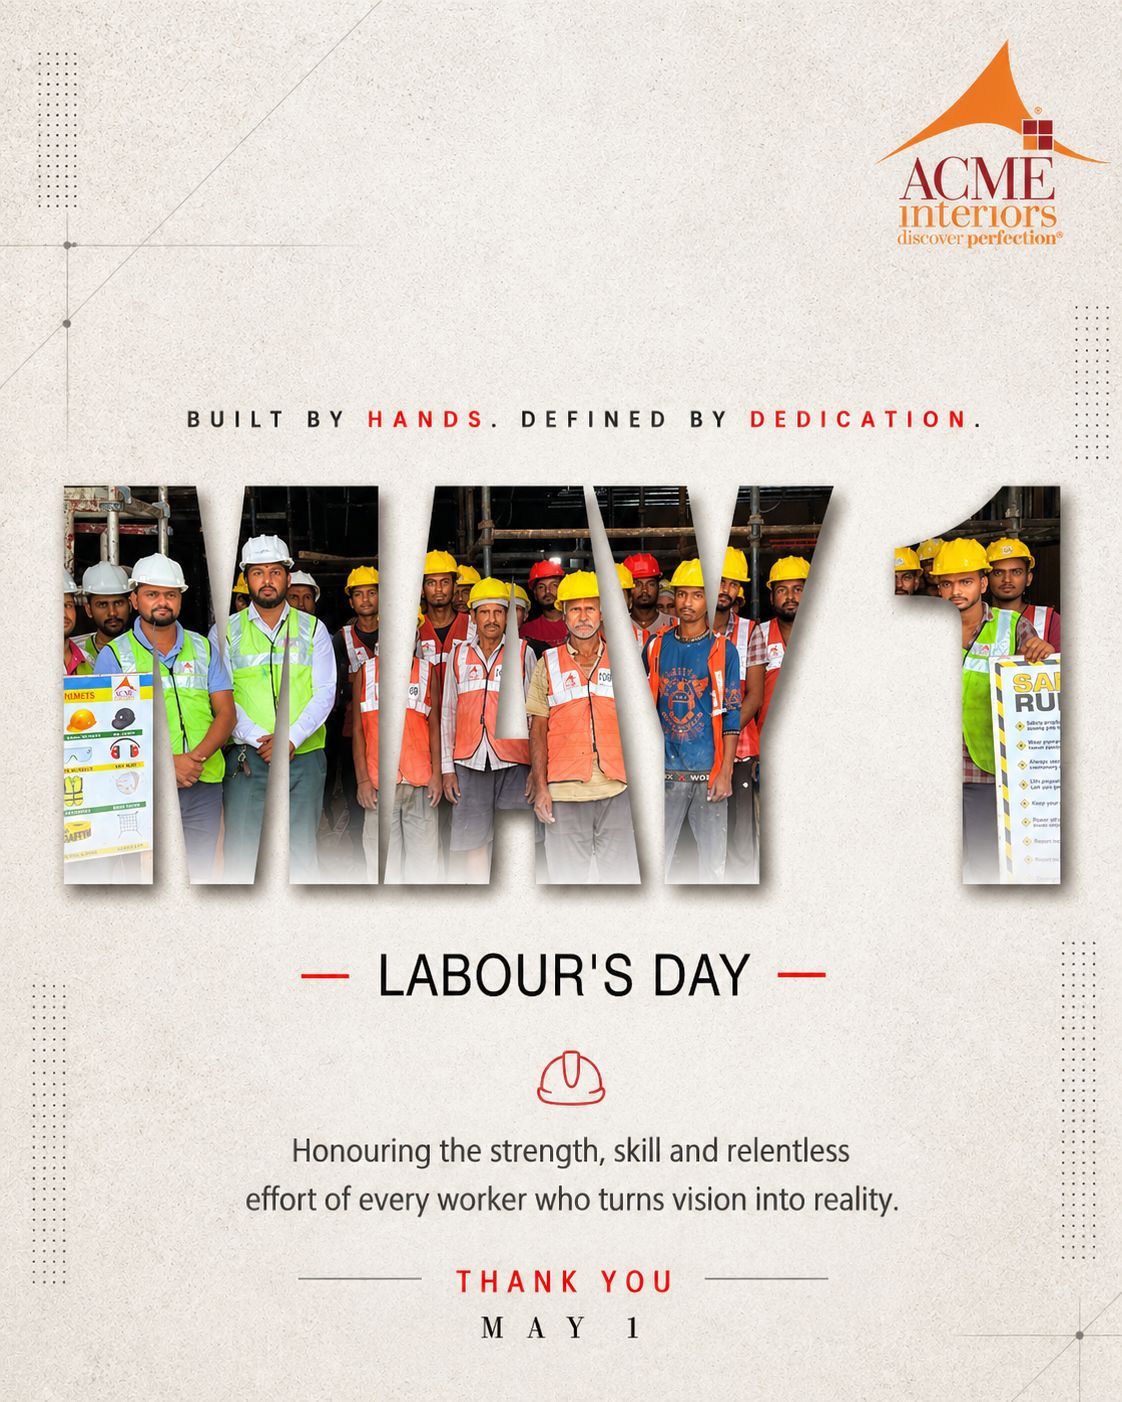 ACME
interiors
discover perfection®
BUILT BY HANDS. DEFINED BY DEDICATION.
MAY 1
ACME
LABOUR'S DAY
Honouring the strength, skill and relentless
effort of every worker who turns vision into reality.
THANK YOU
MAY 1